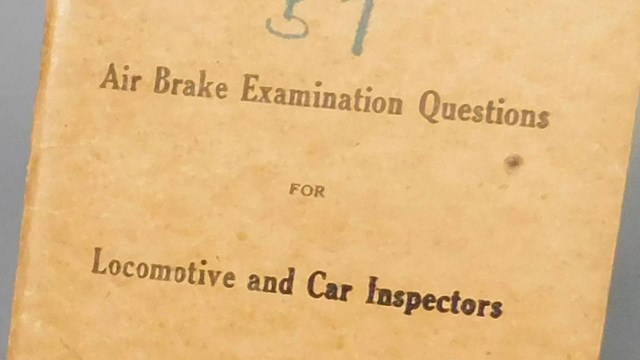 57
Air Brake Examination Questions
FOR
Locomotive and Car Inspectors